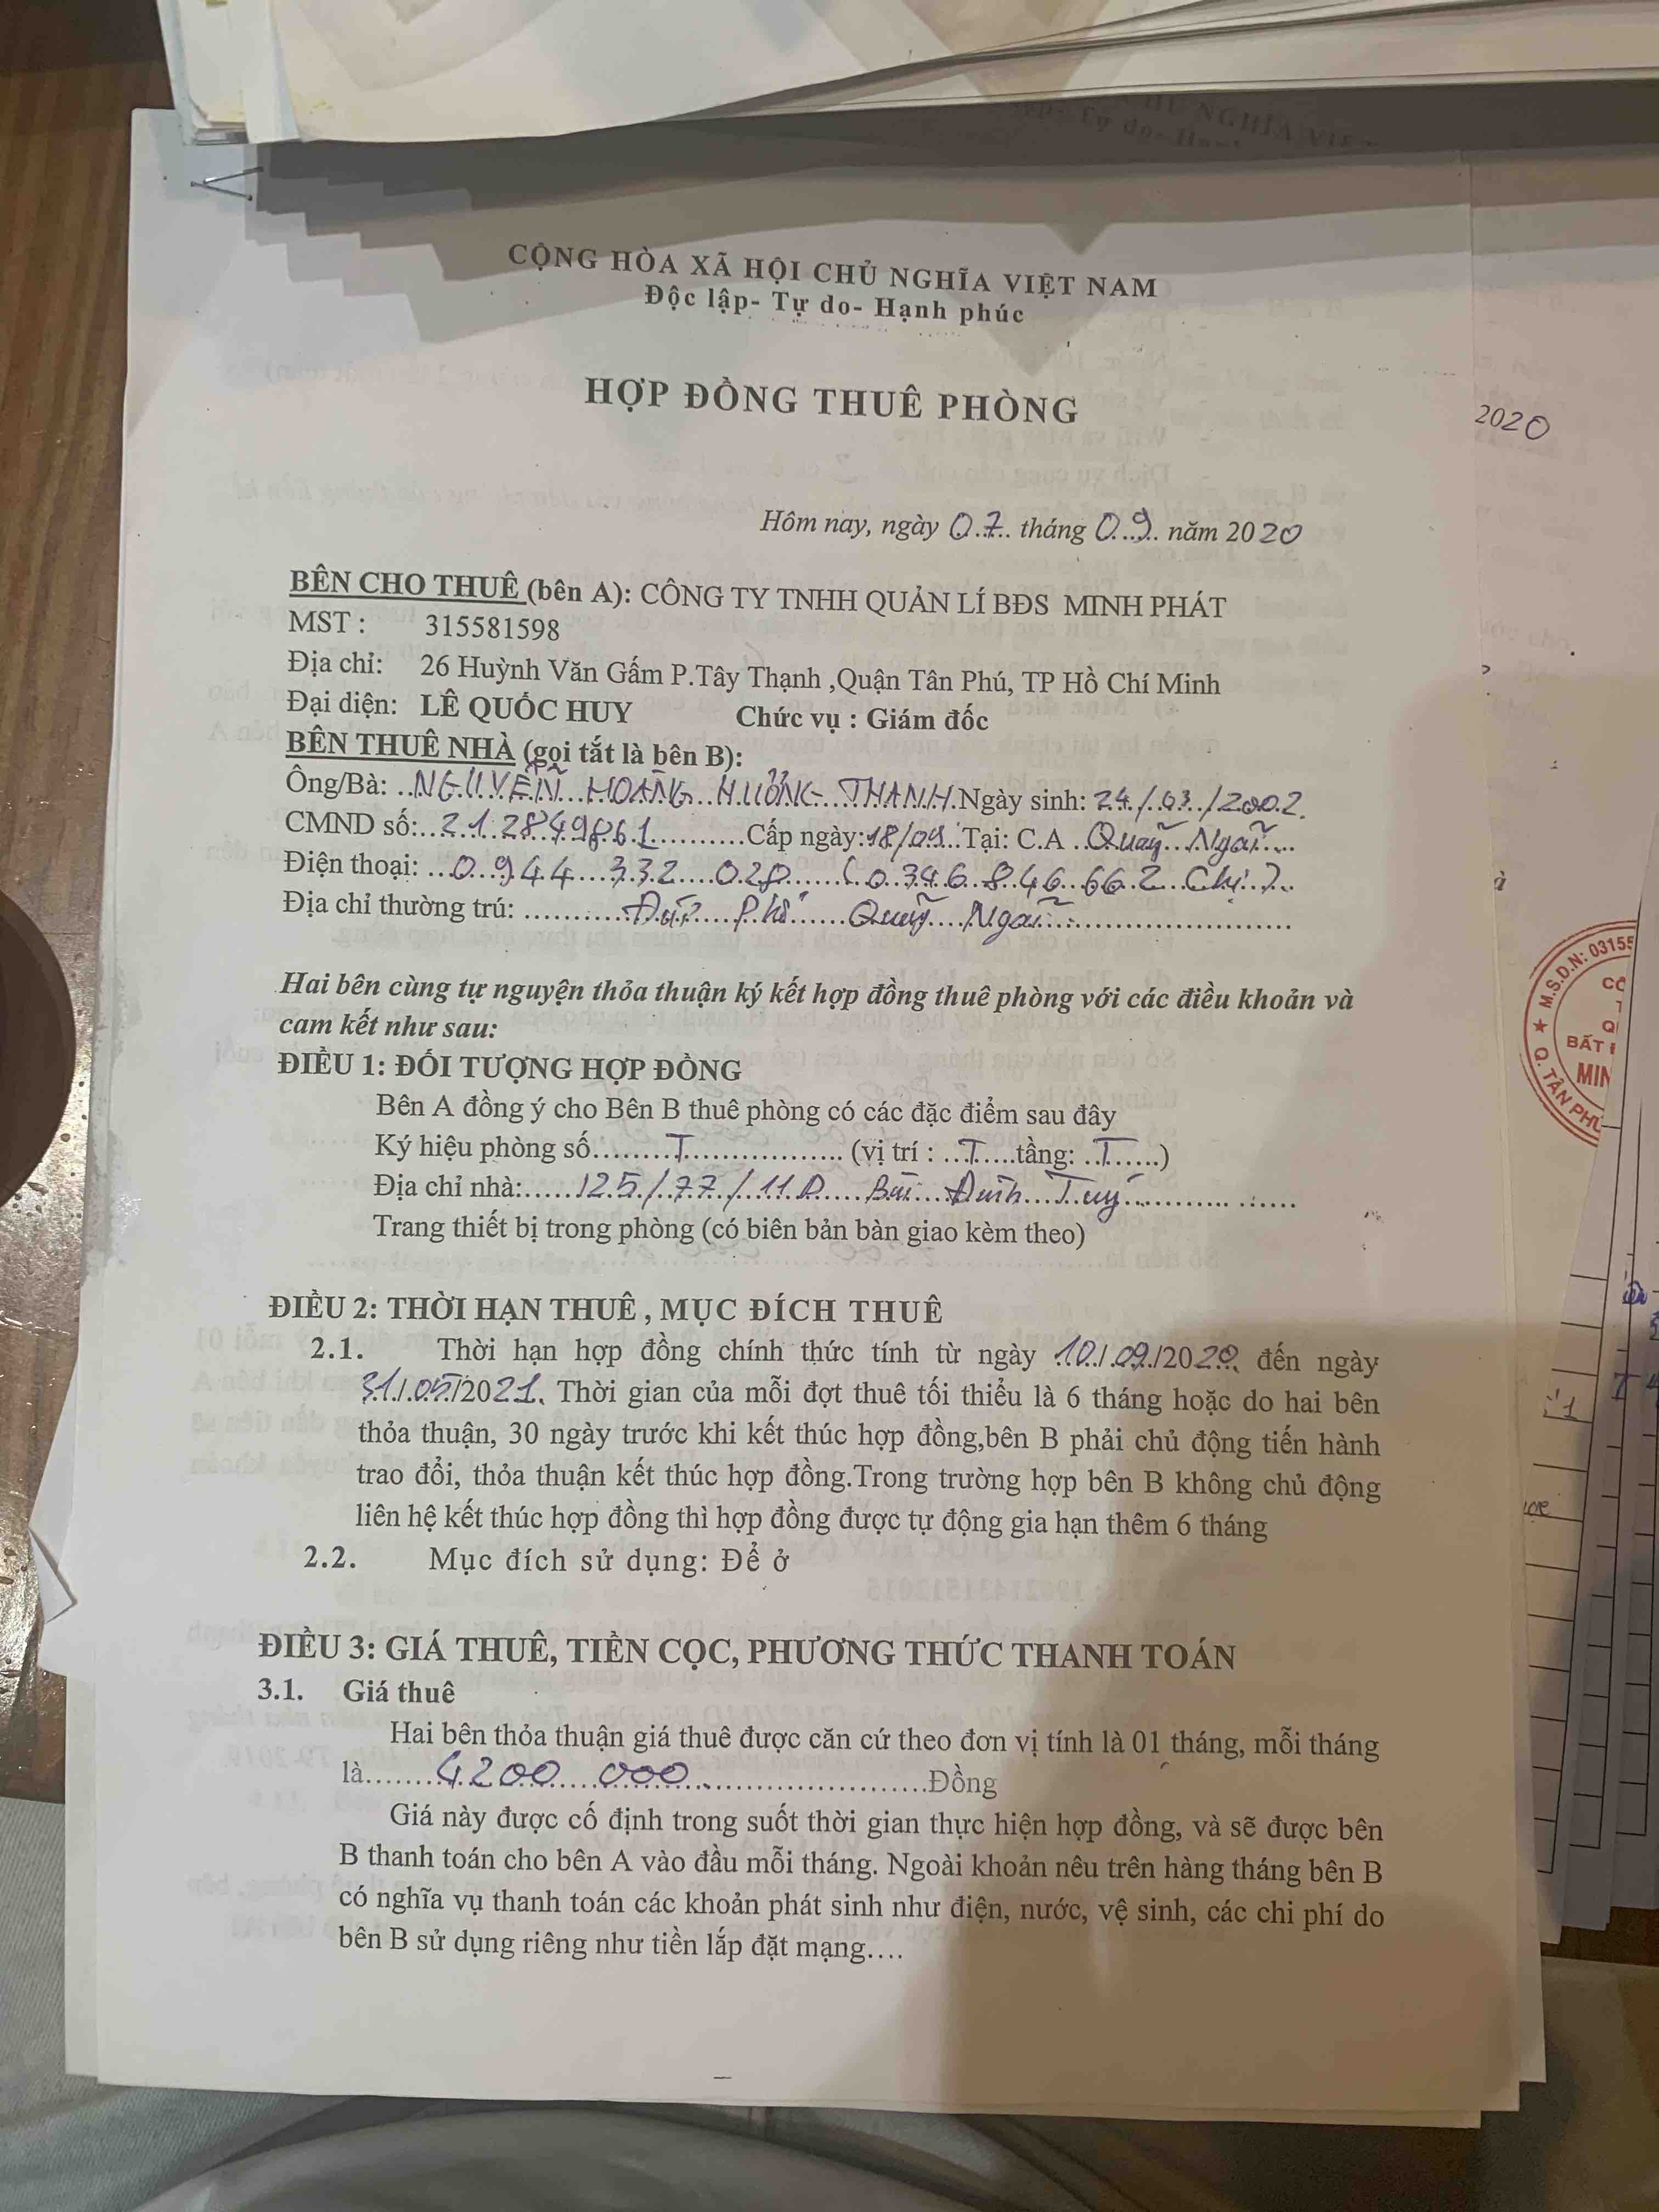 CỘNG HÒA XÃ HỘI CHỦ NGHĨA VIỆT NAM
Độc lập- Tự do- Hạnh phúc
HỢP ĐỒNG THUÊ PHÒNG
2020
Hôm nay, ngày 07 tháng 09 năm 2020
BÊN CHO THUÊ (bên A): CÔNG TY TNHH QUẢN LÍ BĐS MINH PHÁT
MST : 315581598
Địa chỉ: 26 Huỳnh Văn Gấm P.Tây Thạnh ,Quận Tân Phú, TP Hồ Chí Minh
Đại diện: LÊ QUỐC HUY Chức vụ : Giám đốc
BÊN THUÊ NHÀ (gọi tắt là bên B):
Ông/Bà: NGUYỄN HOÀNG HƯỞNG THANH Ngày sinh: 24/03/2002.
CMND số: 212849861 Cấp ngày: 18/09 Tại: C.A Quảng Ngãi
Điện thoại: 0944 332 020 (0346 846 662 Chị)
Địa chỉ thường trú: Đức Phổ Quảng Ngãi
Hai bên cùng tự nguyện thỏa thuận ký kết hợp đồng thuê phòng với các điều khoản và
cam kết như sau:
ĐIỀU 1: ĐỐI TƯỢNG HỢP ĐỒNG
Bên A đồng ý cho Bên B thuê phòng có các đặc điểm sau đây
Ký hiệu phòng số T (vị trí : T tầng: T)
Địa chỉ nhà: 125/77/11D Bùi Đình Tuý
Trang thiết bị trong phòng (có biên bản bàn giao kèm theo)
ĐIỀU 2: THỜI HẠN THUÊ , MỤC ĐÍCH THUÊ
2.1. Thời hạn hợp đồng chính thức tính từ ngày 10/09/2020 đến ngày
31/05/2021. Thời gian của mỗi đợt thuê tối thiểu là 6 tháng hoặc do hai bên
thỏa thuận, 30 ngày trước khi kết thúc hợp đồng,bên B phải chủ động tiến hành
trao đổi, thỏa thuận kết thúc hợp đồng.Trong trường hợp bên B không chủ động
liên hệ kết thúc hợp đồng thì hợp đồng được tự động gia hạn thêm 6 tháng
2.2. Mục đích sử dụng: Để ở
ĐIỀU 3: GIÁ THUÊ, TIỀN CỌC, PHƯƠNG THỨC THANH TOÁN
3.1. Giá thuê
Hai bên thỏa thuận giá thuê được căn cứ theo đơn vị tính là 01 tháng, mỗi tháng
là 4200 000 Đồng
Giá này được cố định trong suốt thời gian thực hiện hợp đồng, và sẽ được bên
B thanh toán cho bên A vào đầu mỗi tháng. Ngoài khoản nêu trên hàng tháng bên B
có nghĩa vụ thanh toán các khoản phát sinh như điện, nước, vệ sinh, các chi phí do
bên B sử dụng riêng như tiền lắp đặt mạng….
M.S.D.N: 03155
BẤT
MIN
Q. TÂN PHÚ